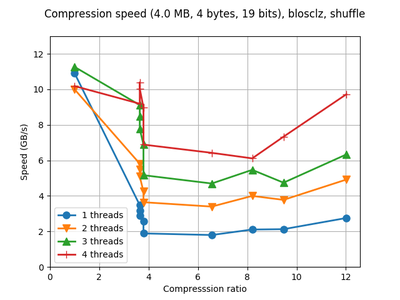 Compression speed (4.0 MB, 4 bytes, 19 bits), blosclz, shuffle
12
10
8
6
4
2
0
Speed (GB/s)
1 threads
2 threads
3 threads
4 threads
0
2
4
6
8
10
12
Compresssion ratio